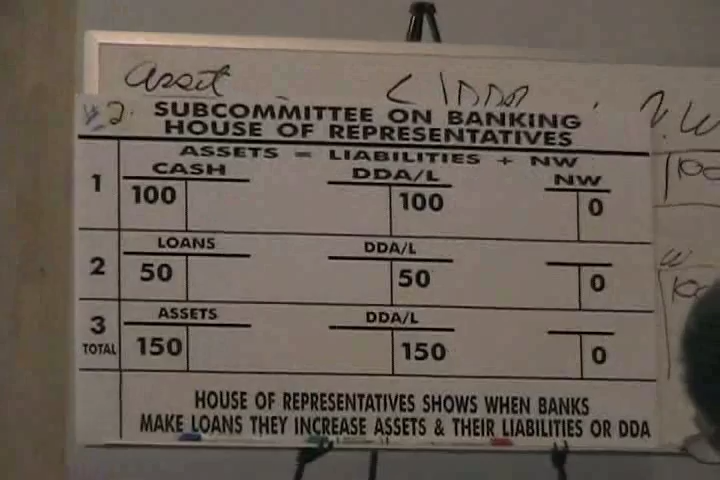 asset
2. SUBCOMMITTEE ON BANKING
HOUSE OF REPRESENTATIVES
ASSETS = LIABILITIES + NW
CASH DDA/L NW
1 100 100 0
LOANS DDA/L
2 50 50 0
ASSETS DDA/L
3
TOTAL 150 150 0
HOUSE OF REPRESENTATIVES SHOWS WHEN BANKS
MAKE LOANS THEY INCREASE ASSETS & THEIR LIABILITIES OR DDA